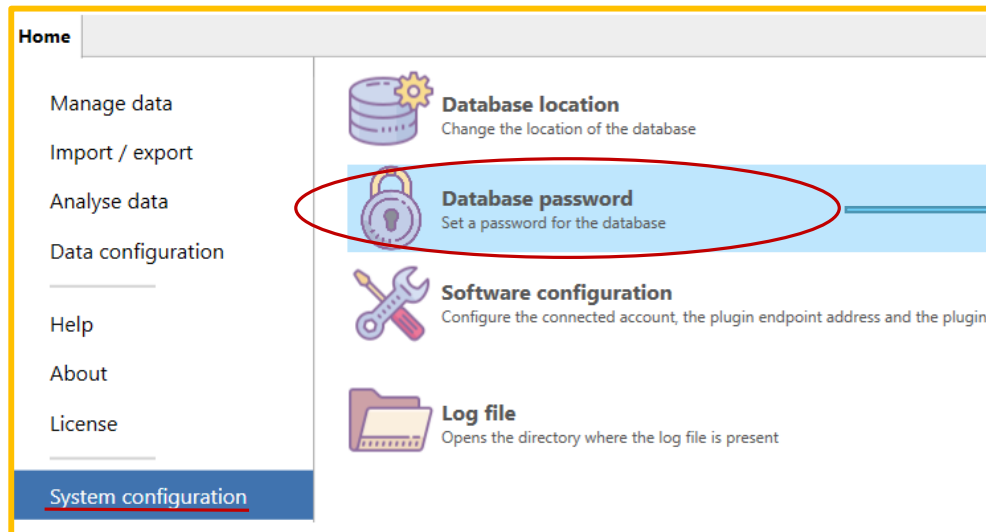 Home
Manage data
Import / export
Analyse data
Data configuration
Help
About
License
System configuration
Database location
Change the location of the database
Database password
Set a password for the database
Software configuration
Configure the connected account, the plugin endpoint address and the plugin
Log file
Opens the directory where the log file is present